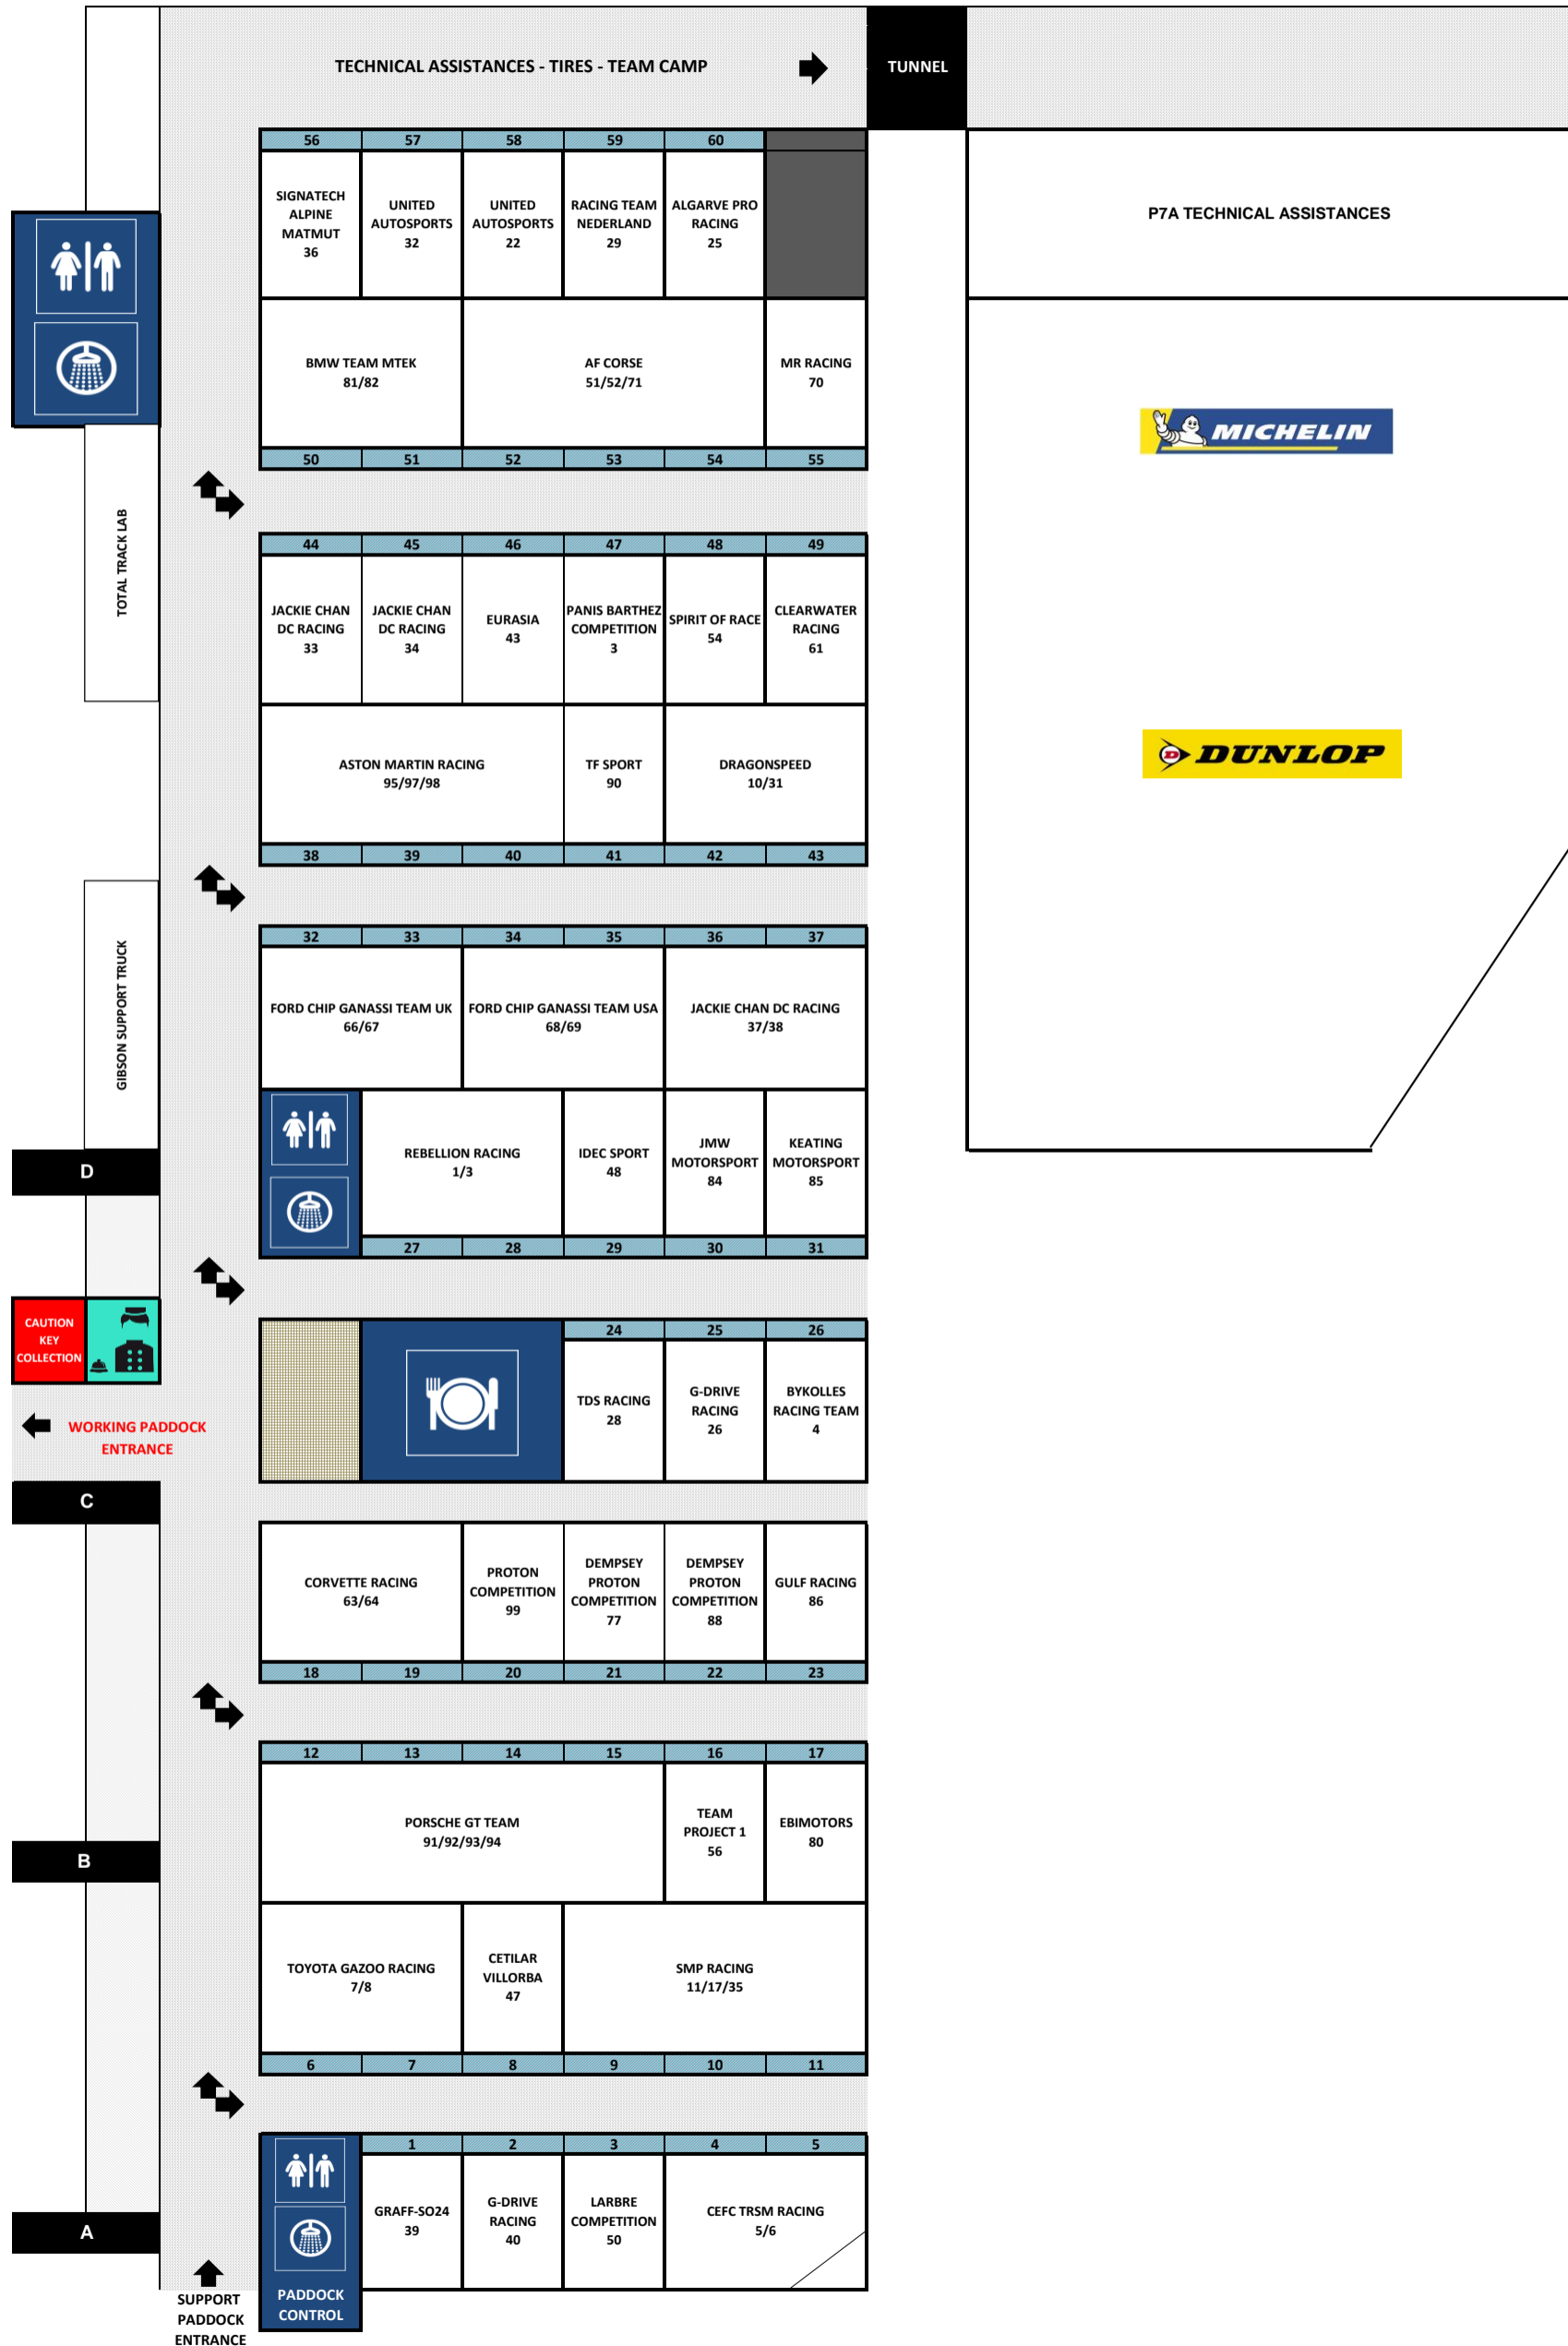 TECHNICAL ASSISTANCES - TIRES - TEAM CAMP
TUNNEL
56 57 58 59 60
SIGNATECH
ALPINE
MATMUT
36
UNITED
AUTOSPORTS
32
UNITED
AUTOSPORTS
22
RACING TEAM
NEDERLAND
29
ALGARVE PRO
RACING
25
P7A TECHNICAL ASSISTANCES
BMW TEAM MTEK
81/82
AF CORSE
51/52/71
MR RACING
70
50 51 52 53 54 55
MICHELIN
TOTAL TRACK LAB
44 45 46 47 48 49
JACKIE CHAN
DC RACING
33
JACKIE CHAN
DC RACING
34
EURASIA
43
PANIS BARTHEZ
COMPETITION
3
SPIRIT OF RACE
54
CLEARWATER
RACING
61
ASTON MARTIN RACING
95/97/98
TF SPORT
90
DRAGONSPEED
10/31
38 39 40 41 42 43
D DUNLOP
GIBSON SUPPORT TRUCK
32 33 34 35 36 37
FORD CHIP GANASSI TEAM UK
66/67
FORD CHIP GANASSI TEAM USA
68/69
JACKIE CHAN DC RACING
37/38
REBELLION RACING
1/3
IDEC SPORT
48
JMW
MOTORSPORT
84
KEATING
MOTORSPORT
85
27 28 29 30 31
D
CAUTION
KEY
COLLECTION
24 25 26
TDS RACING
28
G-DRIVE
RACING
26
BYKOLLES
RACING TEAM
4
WORKING PADDOCK
ENTRANCE
C
CORVETTE RACING
63/64
PROTON
COMPETITION
99
DEMPSEY
PROTON
COMPETITION
77
DEMPSEY
PROTON
COMPETITION
88
GULF RACING
86
18 19 20 21 22 23
12 13 14 15 16 17
PORSCHE GT TEAM
91/92/93/94
TEAM
PROJECT 1
56
EBIMOTORS
80
B
TOYOTA GAZOO RACING
7/8
CETILAR
VILLORBA
47
SMP RACING
11/17/35
6 7 8 9 10 11
1 2 3 4 5
GRAFF-SO24
39
G-DRIVE
RACING
40
LARBRE
COMPETITION
50
CEFC TRSM RACING
5/6
A
PADDOCK
CONTROL
SUPPORT
PADDOCK
ENTRANCE